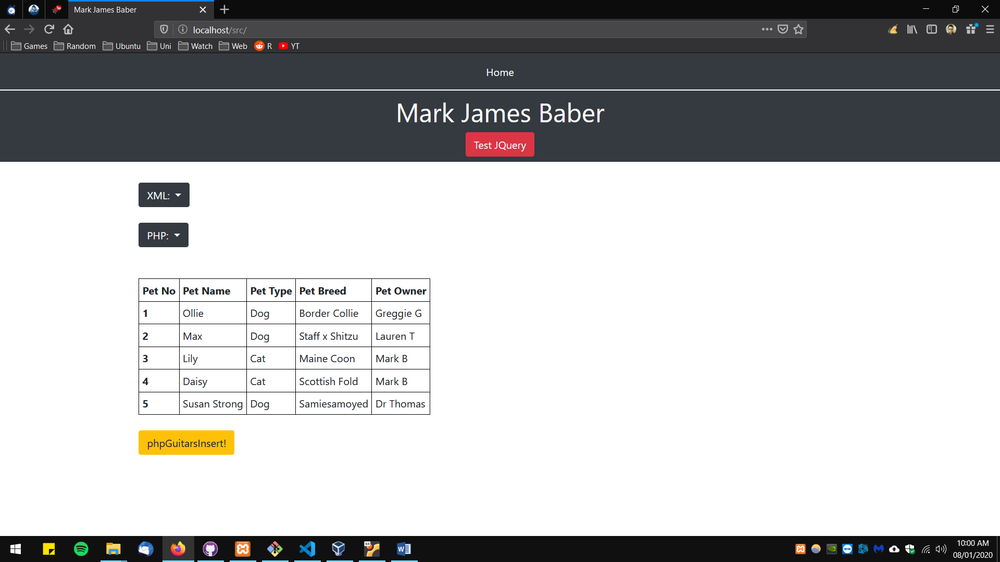 Mark James Baber
localhost/src/
Games Random Ubuntu Uni Watch Web R YT
Home
Mark James Baber
Test JQuery
XML:
PHP:
Pet No Pet Name Pet Type Pet Breed Pet Owner
1 Ollie Dog Border Collie Greggie G
2 Max Dog Staff x Shitzu Lauren T
3 Lily Cat Maine Coon Mark B
4 Daisy Cat Scottish Fold Mark B
5 Susan Strong Dog Samiesamoyed Dr Thomas
phpGuitarsInsert!
64
10:00 AM
08/01/2020